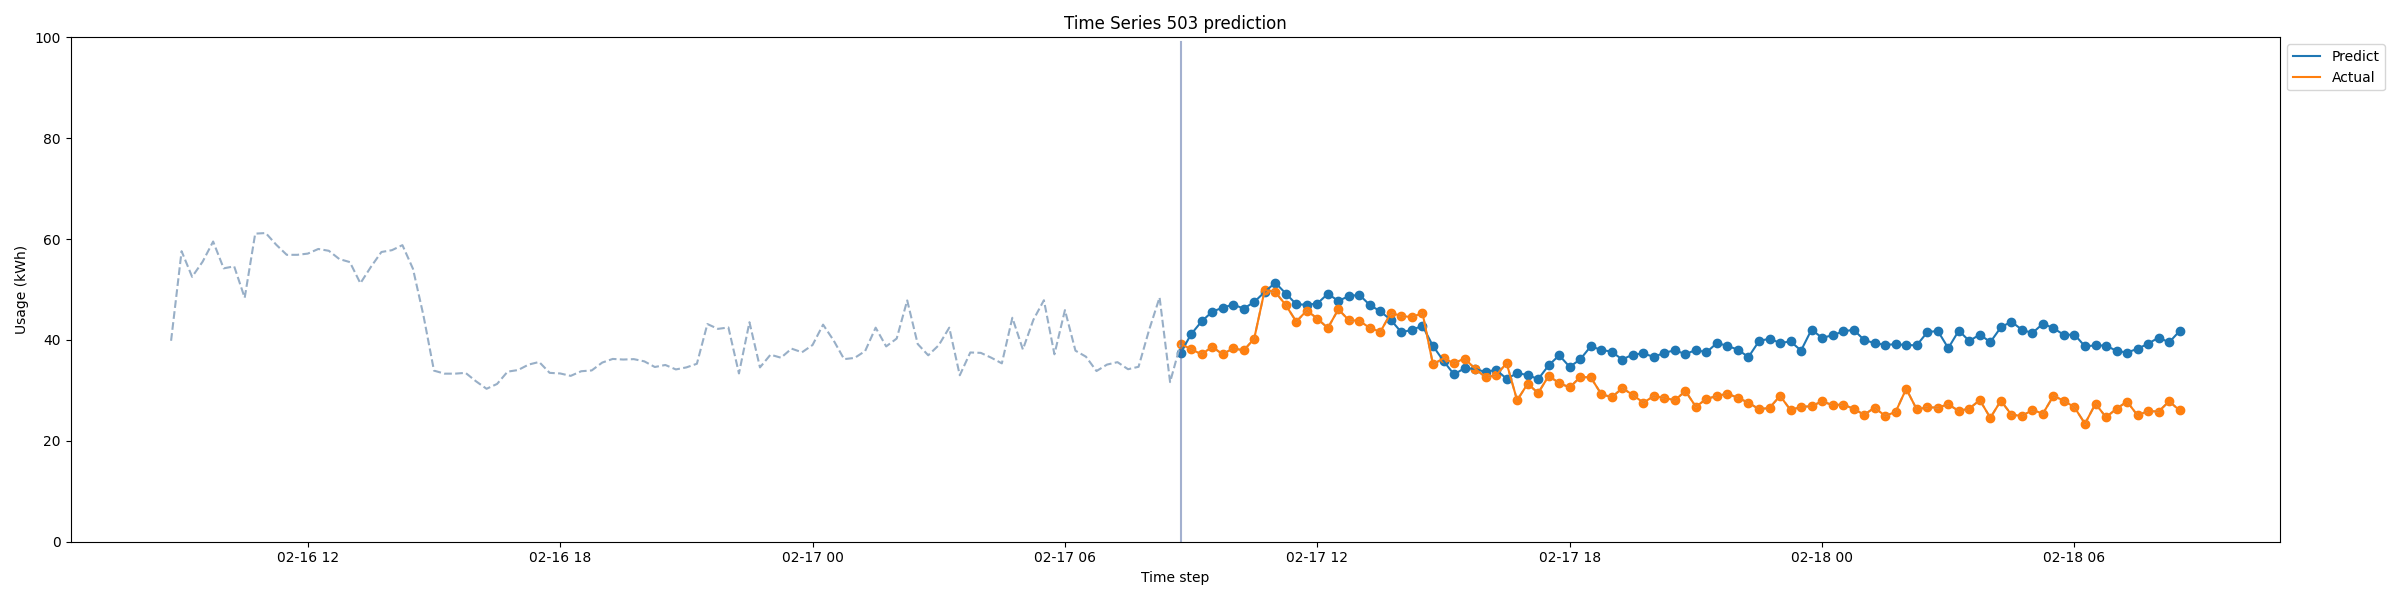 Time Series 503 prediction
100
80
60
40
20
0
Usage (kWh)
02-16 12
02-16 18
02-17 00
02-17 06
02-17 12
02-17 18
02-18 00
02-18 06
Time step
Predict
Actual